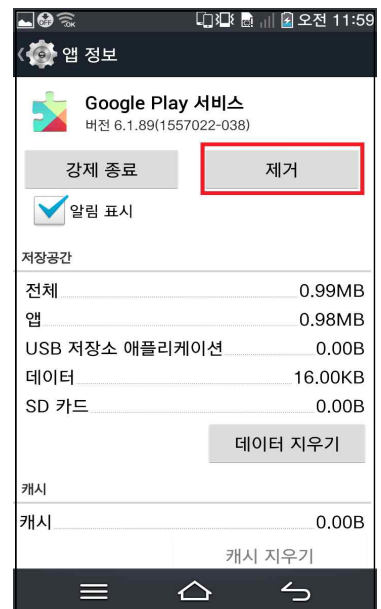 오전 11:59
앱 정보
Google Play 서비스
버전 6.1.89(1557022-038)
강제 종료 제거
알림 표시
저장공간
전체 0.99MB
앱 0.98MB
USB 저장소 애플리케이션 0.00B
데이터 16.00KB
SD 카드 0.00B
데이터 지우기
캐시
캐시 0.00B
캐시 지우기